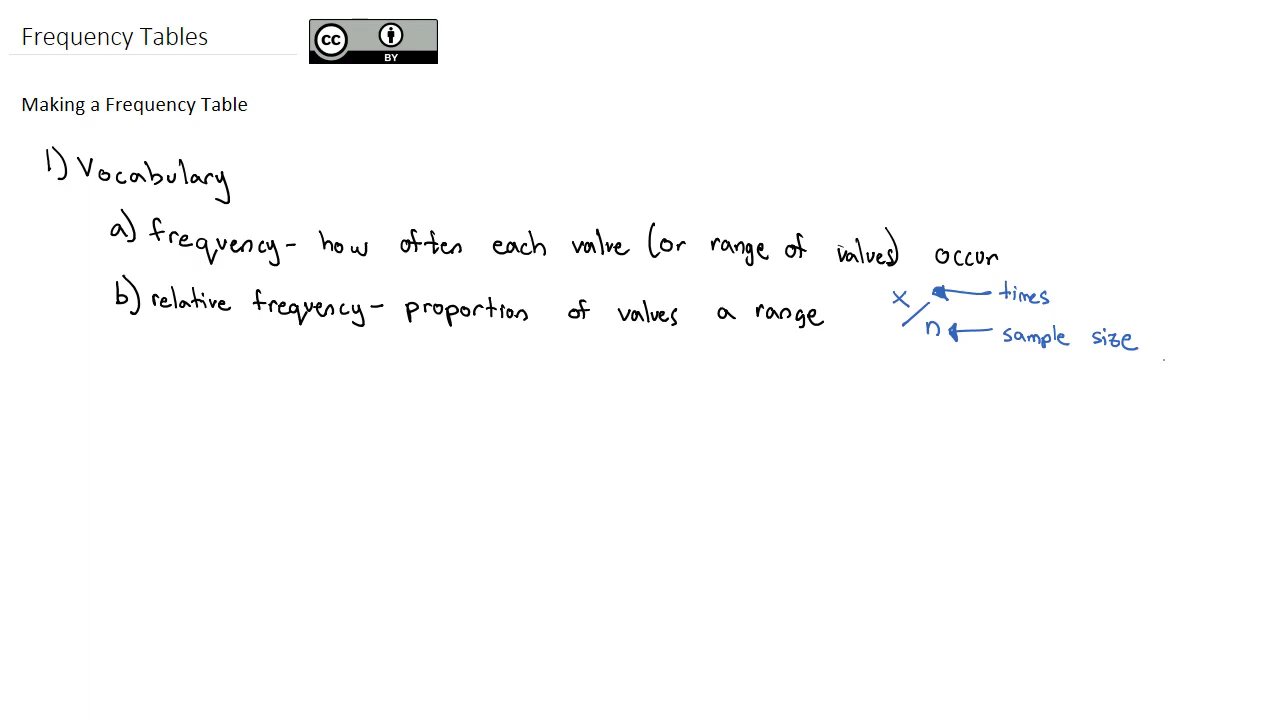 Frequency Tables
CC BY
Making a Frequency Table
1) Vocabulary
a) frequency - how often each value (or range of values) occur
b) relative frequency - proportion of values a range x/n ← times
← sample size